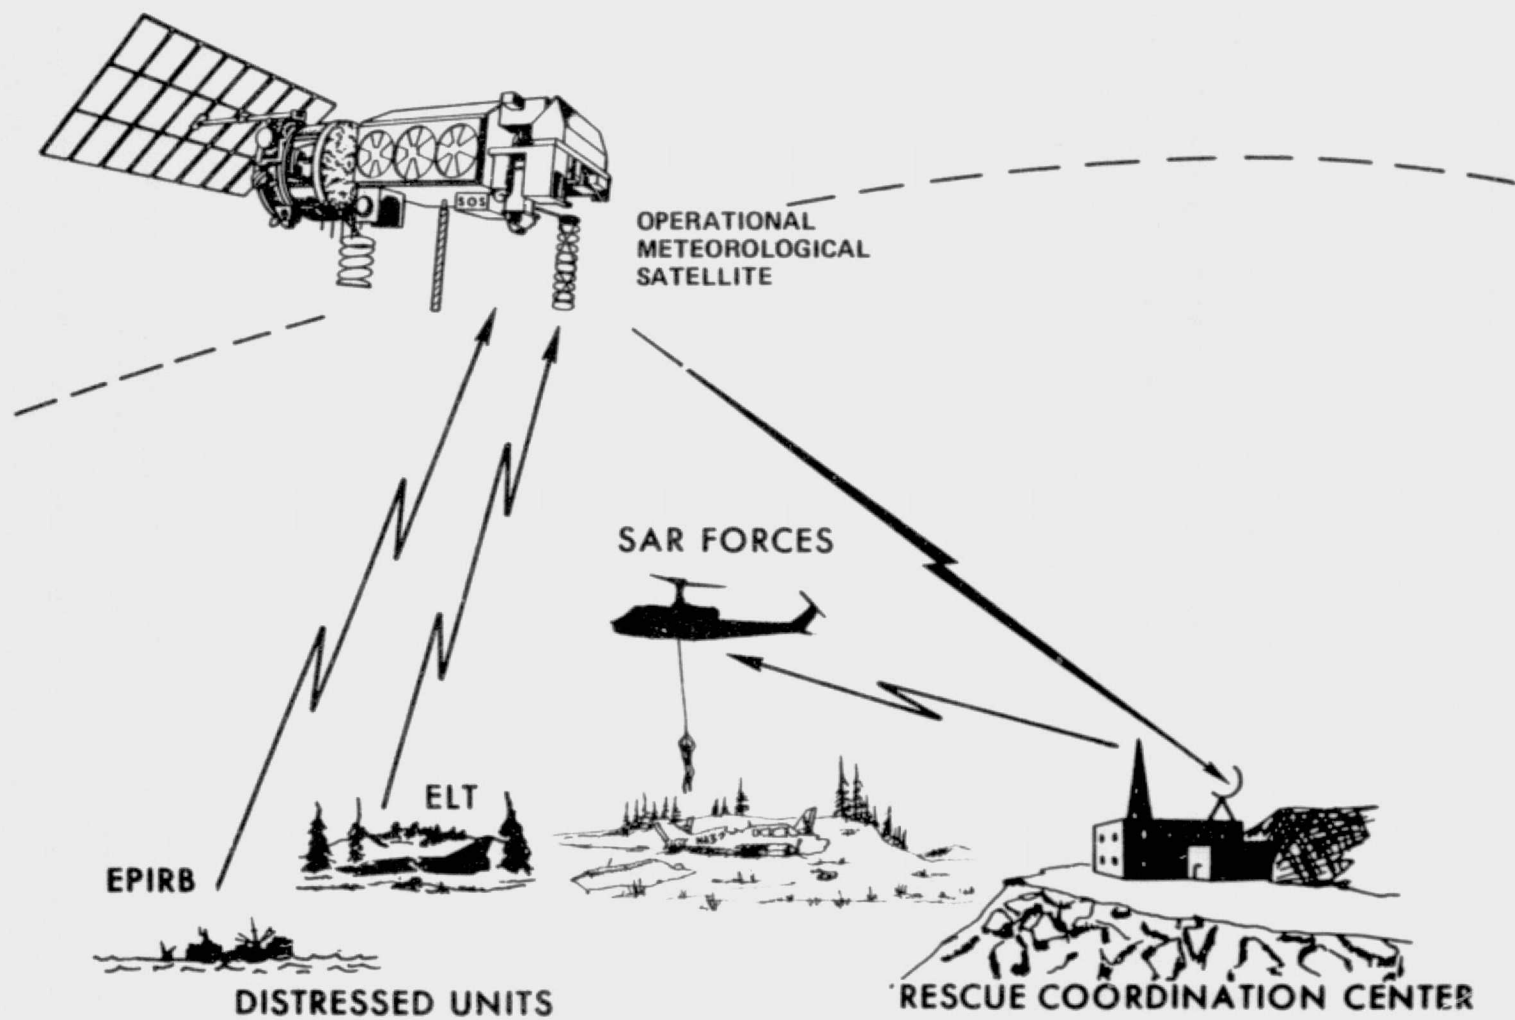 SOS
OPERATIONAL
METEOROLOGICAL
SATELLITE
SAR FORCES
ELT
EPIRB
DISTRESSED UNITS
RESCUE COORDINATION CENTER